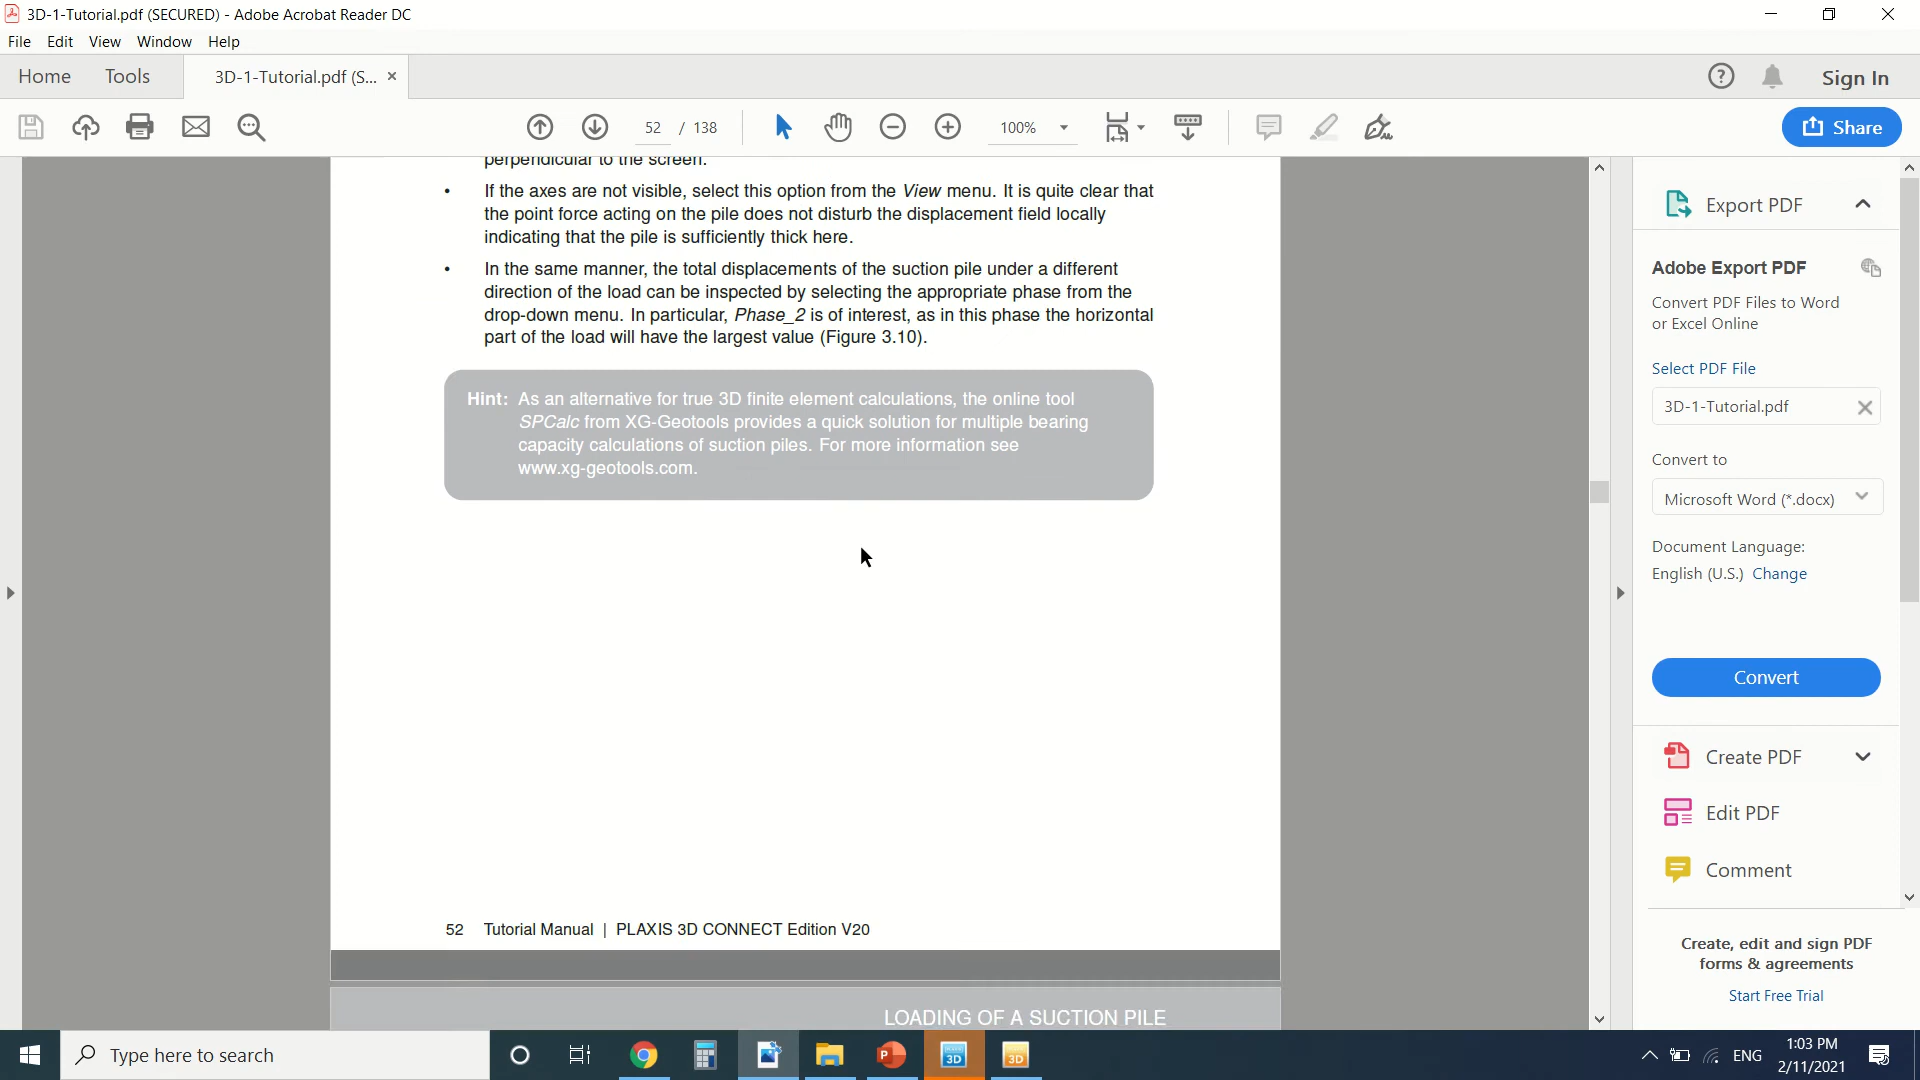 3D-1-Tutorial.pdf (SECURED) - Adobe Acrobat Reader DC
File Edit View Window Help
Home Tools 3D-1-Tutorial.pdf (S... × Sign In
52 / 138 100% Share
perpendicular to the screen.
• If the axes are not visible, select this option from the View menu. It is quite clear that
the point force acting on the pile does not disturb the displacement field locally
indicating that the pile is sufficiently thick here.
• In the same manner, the total displacements of the suction pile under a different
direction of the load can be inspected by selecting the appropriate phase from the
drop-down menu. In particular, Phase_2 is of interest, as in this phase the horizontal
part of the load will have the largest value (Figure 3.10).
Hint: As an alternative for true 3D finite element calculations, the online tool
SPCalc from XG-Geotools provides a quick solution for multiple bearing
capacity calculations of suction piles. For more information see
www.xg-geotools.com.
52 Tutorial Manual | PLAXIS 3D CONNECT Edition V20
LOADING OF A SUCTION PILE
Export PDF
Adobe Export PDF
Convert PDF Files to Word
or Excel Online
Select PDF File
3D-1-Tutorial.pdf
Convert to
Microsoft Word (*.docx)
Document Language:
English (U.S.) Change
Convert
Create PDF
Edit PDF
Comment
Create, edit and sign PDF
forms & agreements
Start Free Trial
Type here to search
3D
3D
ENG
1:03 PM
2/11/2021